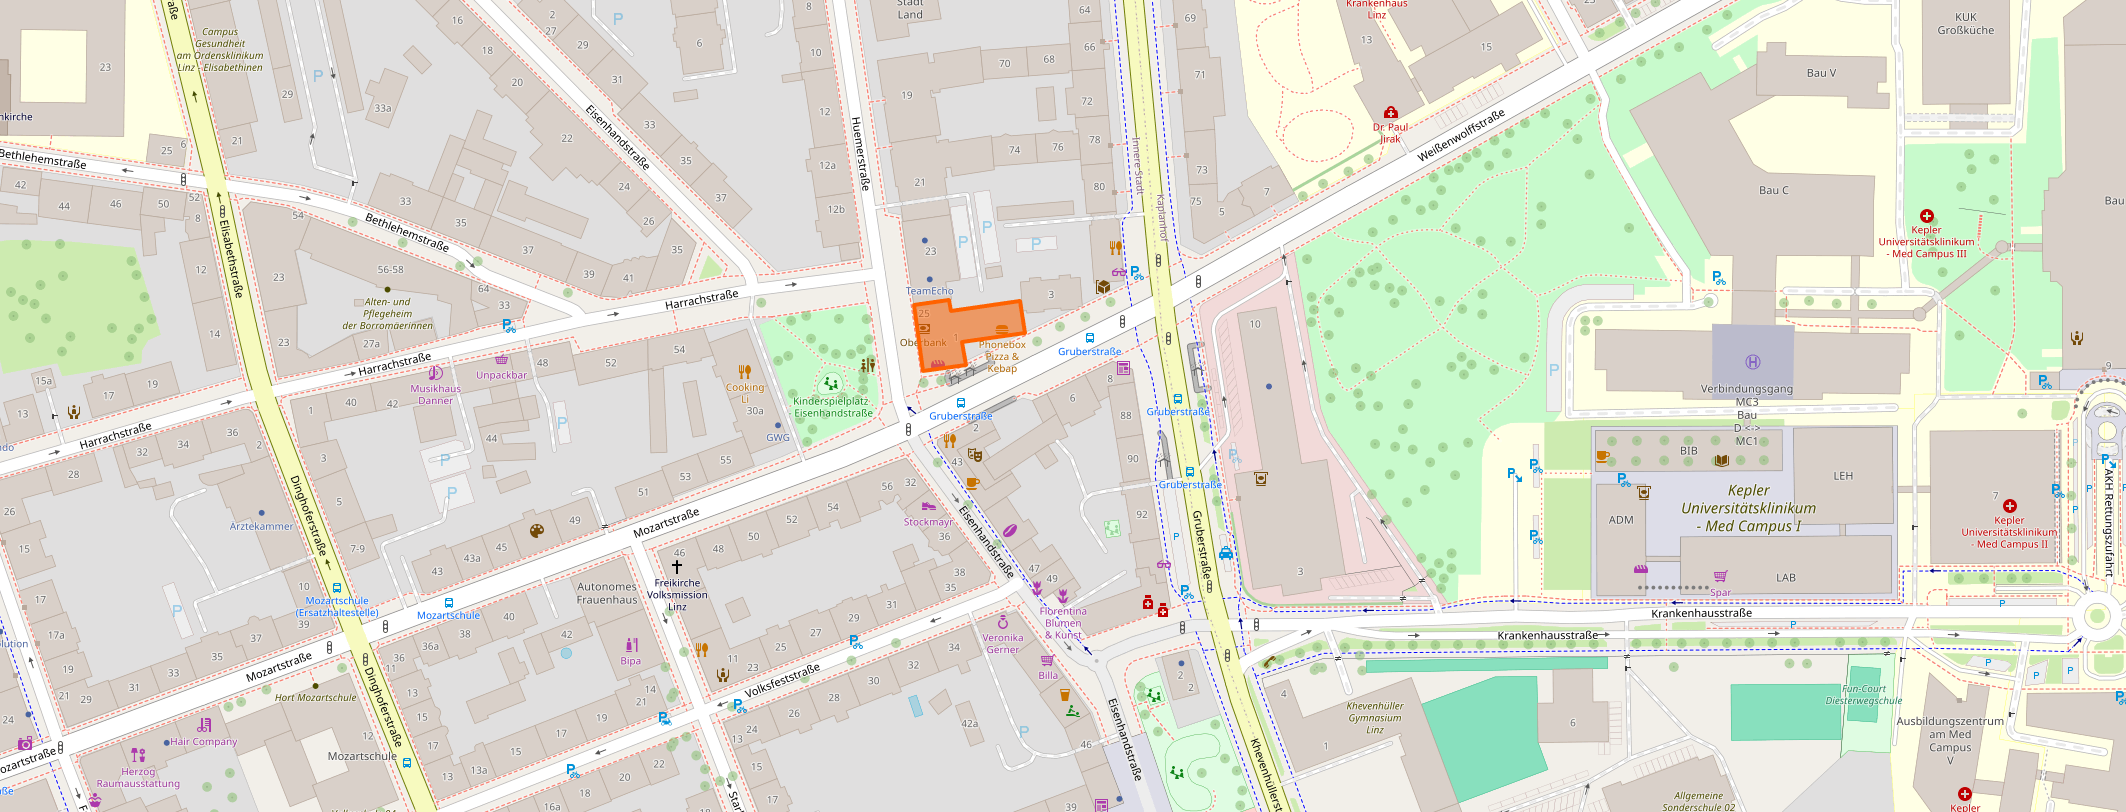 Campus
Gesundheit
am Ordensklinikum
Linz - Elisabethinen
Stadt
Land
Krankenhaus
Linz
KUK
Großküche
Bau V
Bau C
Dr. Paul
Jirak
Weißenwolffstraße
Kepler
Universitätsklinikum
- Med Campus III
Bethlehemstraße
Bethlehemstraße
Elisabethstraße
Eisenhandstraße
Huemerstraße
Innere Stadt
Kaplanhof
Alten- und
Pflegeheim
der Borromäerinnen
Harrachstraße
Harrachstraße
Harrachstraße
TeamEcho
Oberbank
Phonebox
Pizza &
Kebap
Gruberstraße
Gruberstraße
Gruberstraße
Gruberstraße
Gruberstraße
Musikhaus
Danner
Unpackbar
Cooking
Li
GWG
Kinderspielplatz
Eisenhandstraße
Verbindungsgang
MC3
Bau
D <->
MC1
BIB
LEH
ADM
LAB
Kepler
Universitätsklinikum
- Med Campus I
Kepler
Universitätsklinikum
- Med Campus II
AKH Rettungszufahrt
Spar
Ärztekammer
Dinghoferstraße
Dinghoferstraße
Mozartstraße
Mozartstraße
Mozartschule
(Ersatzhaltestelle)
Mozartschule
Autonomes
Frauenhaus
Freikirche
Volksmission
Linz
Stockmayr
Eisenhandstraße
Eisenhandstraße
Florentina
Blumen
& Kunst
Veronika
Gerner
Billa
Bipa
Volksfeststraße
Krankenhausstraße
Krankenhausstraße
Khevenhüller
Gymnasium
Linz
Fun-Court
Diesterwegschule
Ausbildungszentrum
am Med
Campus
V
Allgemeine
Sonderschule 02
Kepler
Hort Mozartschule
Mozartschule
Hair Company
Herzog
Raumausstattung